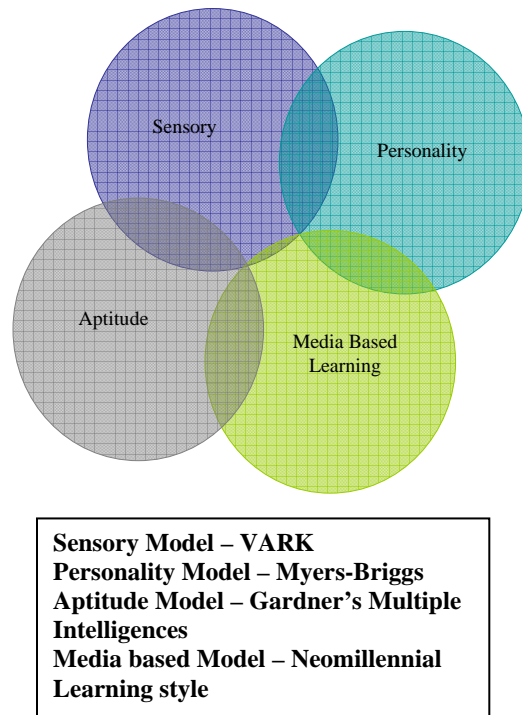 Sensory
Personality
Aptitude
Media Based
Learning
Sensory Model – VARK
Personality Model – Myers-Briggs
Aptitude Model – Gardner's Multiple
Intelligences
Media based Model – Neomillennial
Learning style